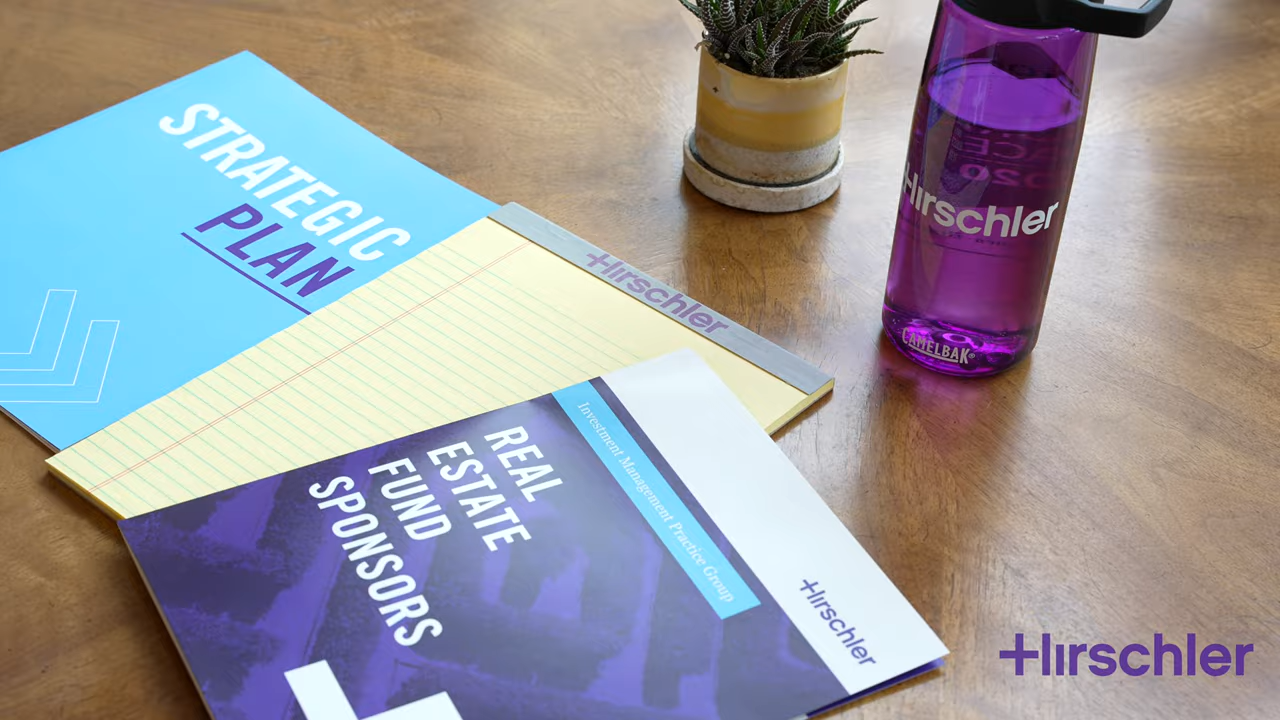 STRATEGIC
PLAN
Hirschler
Investment Management Practice Group
REAL
ESTATE
FUND
SPONSORS
Hirschler
Hirschler
CAMELBAK®
Hirschler